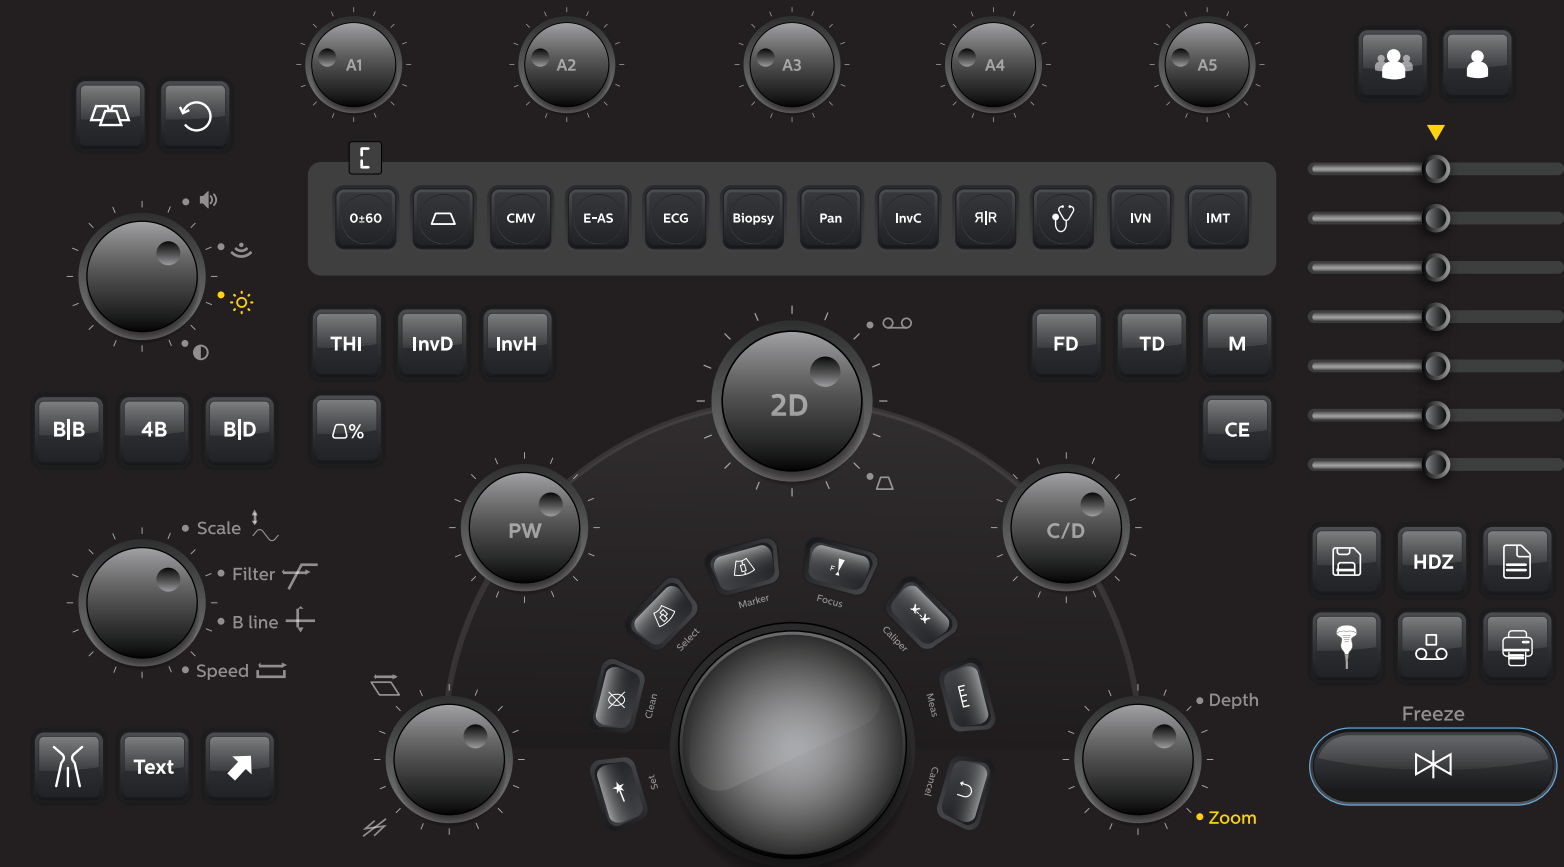 A1
A2
A3
A4
A5
0±60
CMV
E-AS
ECG
Biopsy
Pan
InvC
Я|R
IVN
IMT
THI
InvD
InvH
FD
TD
M
2D
B|B
4B
B|D
%
CE
PW
C/D
Scale
Filter
B line
Speed
F
Marker
Focus
Select
Caliper
Clean
Meas
Set
Cancel
HDZ
Depth
Zoom
Freeze
Text